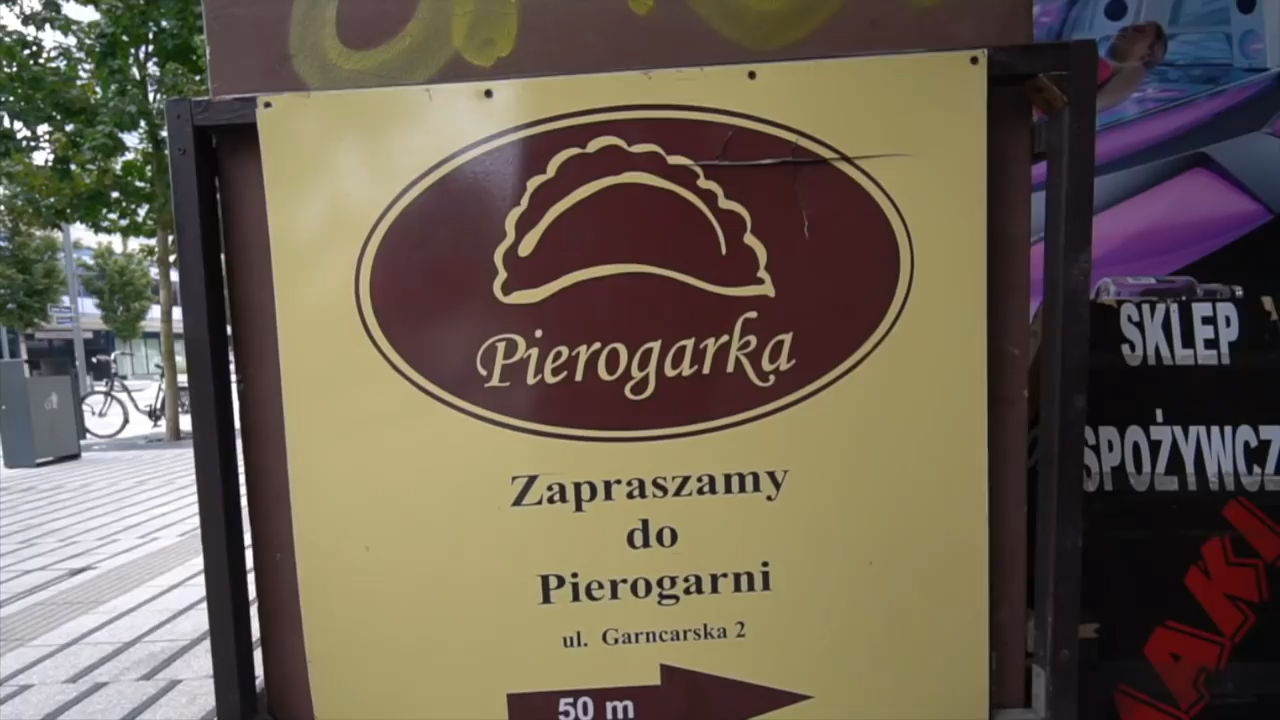 Pierogarka
Zapraszamy
do
Pierogarni
ul. Garncarska 2
50 m
SKLEP
SPOŻYWCZ